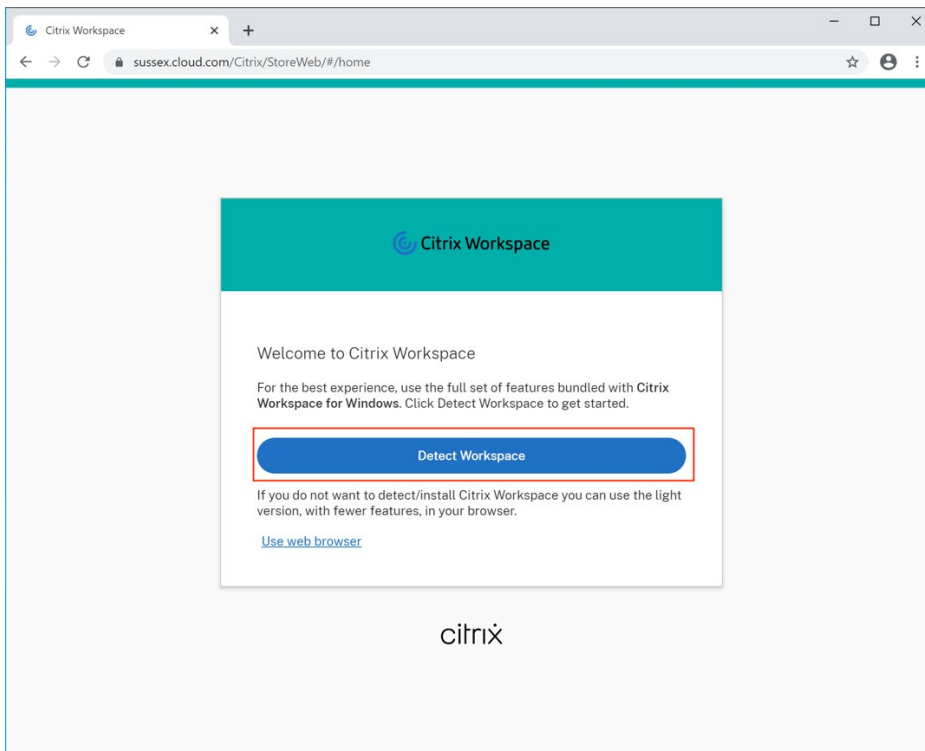 Citrix Workspace
sussex.cloud.com/Citrix/StoreWeb/#/home
Citrix Workspace
Welcome to Citrix Workspace
For the best experience, use the full set of features bundled with Citrix
Workspace for Windows. Click Detect Workspace to get started.
Detect Workspace
If you do not want to detect/install Citrix Workspace you can use the light
version, with fewer features, in your browser.
Use web browser
citrix